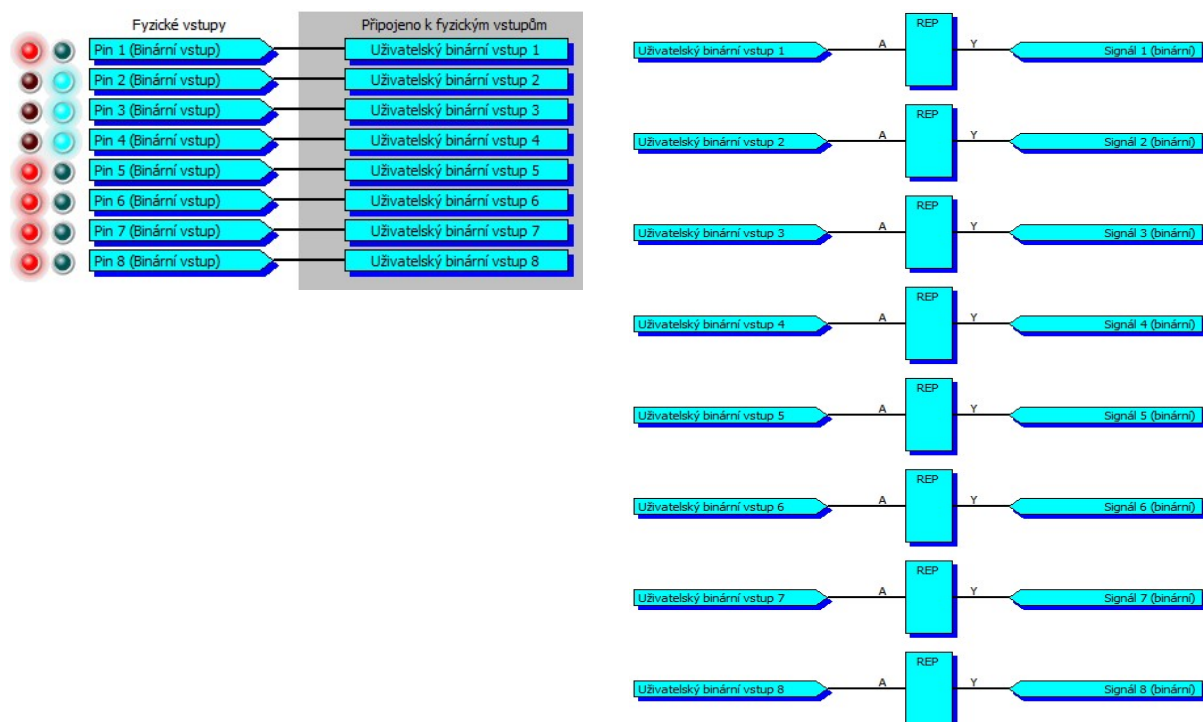 Fyzické vstupy
Připojeno k fyzickým vstupům
Pin 1 (Binární vstup)
Uživatelský binární vstup 1
Pin 2 (Binární vstup)
Uživatelský binární vstup 2
Pin 3 (Binární vstup)
Uživatelský binární vstup 3
Pin 4 (Binární vstup)
Uživatelský binární vstup 4
Pin 5 (Binární vstup)
Uživatelský binární vstup 5
Pin 6 (Binární vstup)
Uživatelský binární vstup 6
Pin 7 (Binární vstup)
Uživatelský binární vstup 7
Pin 8 (Binární vstup)
Uživatelský binární vstup 8
REP
Uživatelský binární vstup 1 A Y Signál 1 (binární)
REP
Uživatelský binární vstup 2 A Y Signál 2 (binární)
REP
Uživatelský binární vstup 3 A Y Signál 3 (binární)
REP
Uživatelský binární vstup 4 A Y Signál 4 (binární)
REP
Uživatelský binární vstup 5 A Y Signál 5 (binární)
REP
Uživatelský binární vstup 6 A Y Signál 6 (binární)
REP
Uživatelský binární vstup 7 A Y Signál 7 (binární)
REP
Uživatelský binární vstup 8 A Y Signál 8 (binární)